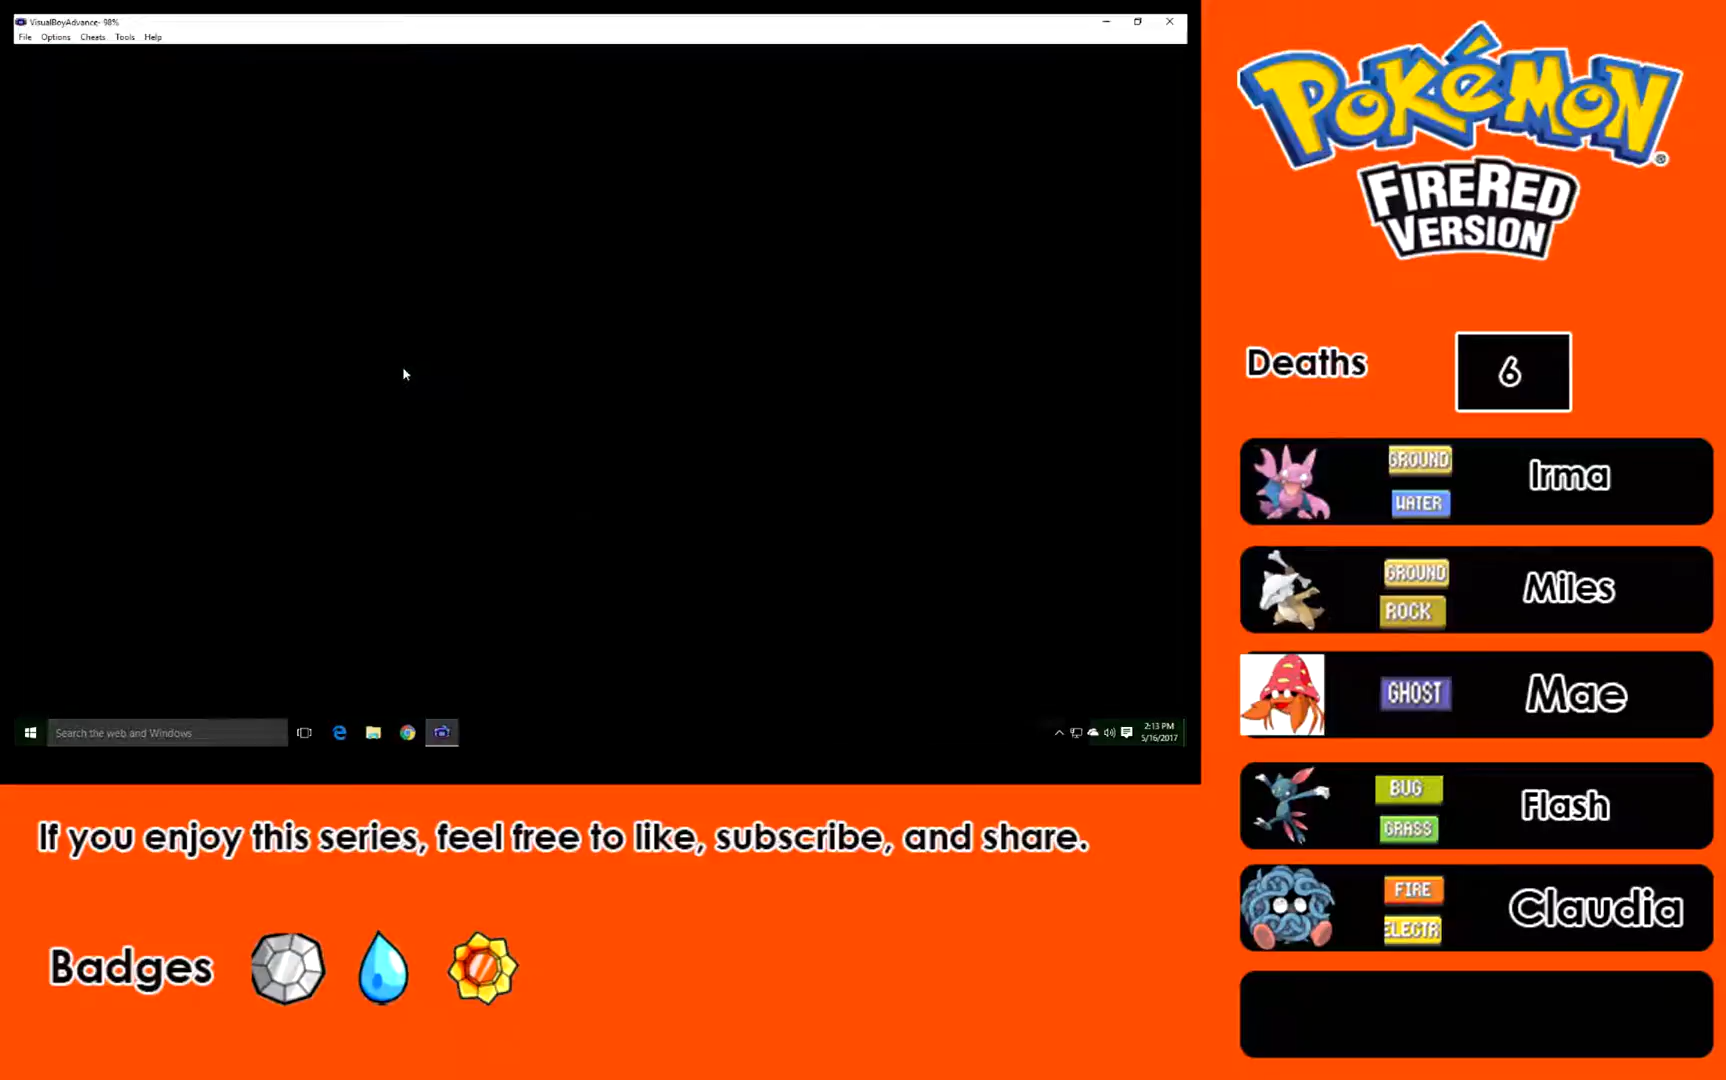 VisualBoyAdvance- 98%
File Options Cheats Tools Help
POKéMON
FIRERED
VERSION
Deaths 6
GROUND
WATER
Irma
GROUND
ROCK
Miles
GHOST
Mae
BUG
GRASS
Flash
FIRE
ELECTR
Claudia
Search the web and Windows
2:13 PM
5/16/2017
If you enjoy this series, feel free to like, subscribe, and share.
Badges